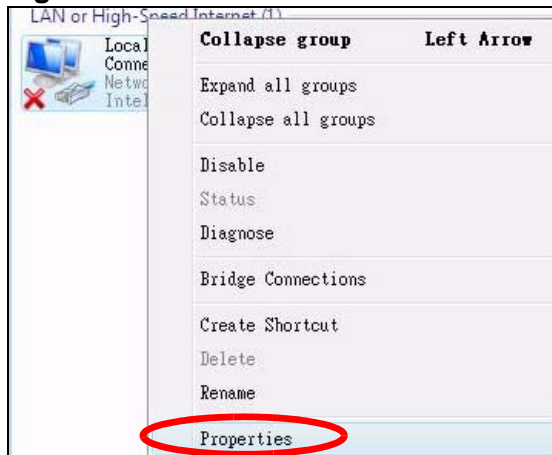 LAN or High-Speed Internet (1)
Local
Conne
Netwo
Intel
Collapse group Left Arrow
Expand all groups
Collapse all groups
Disable
Status
Diagnose
Bridge Connections
Create Shortcut
Delete
Rename
Properties